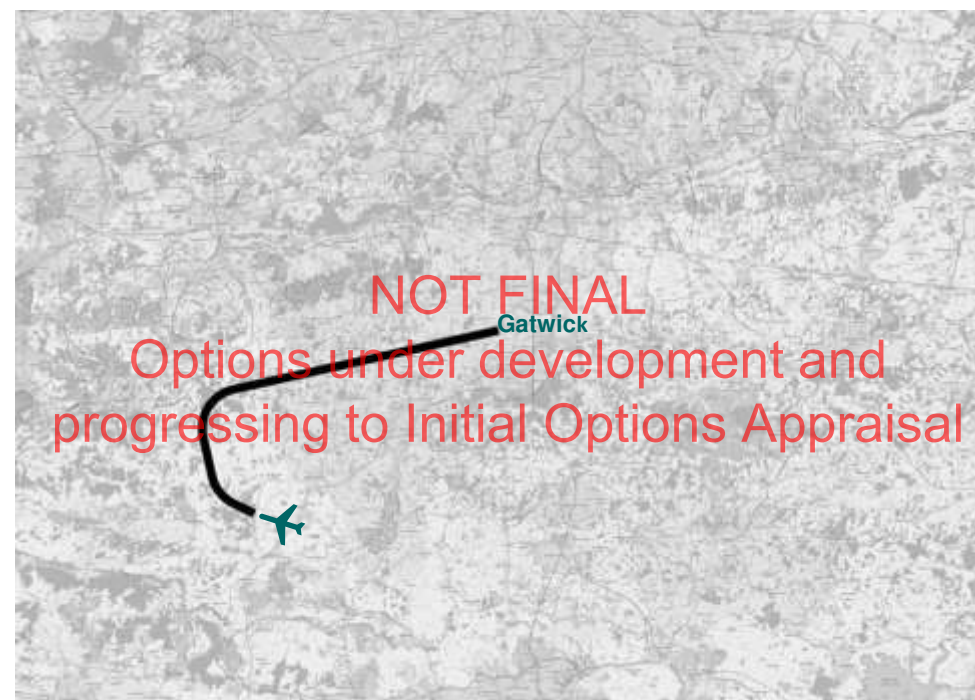 NOT FINAL
Gatwick
Options under development and
progressing to Initial Options Appraisal